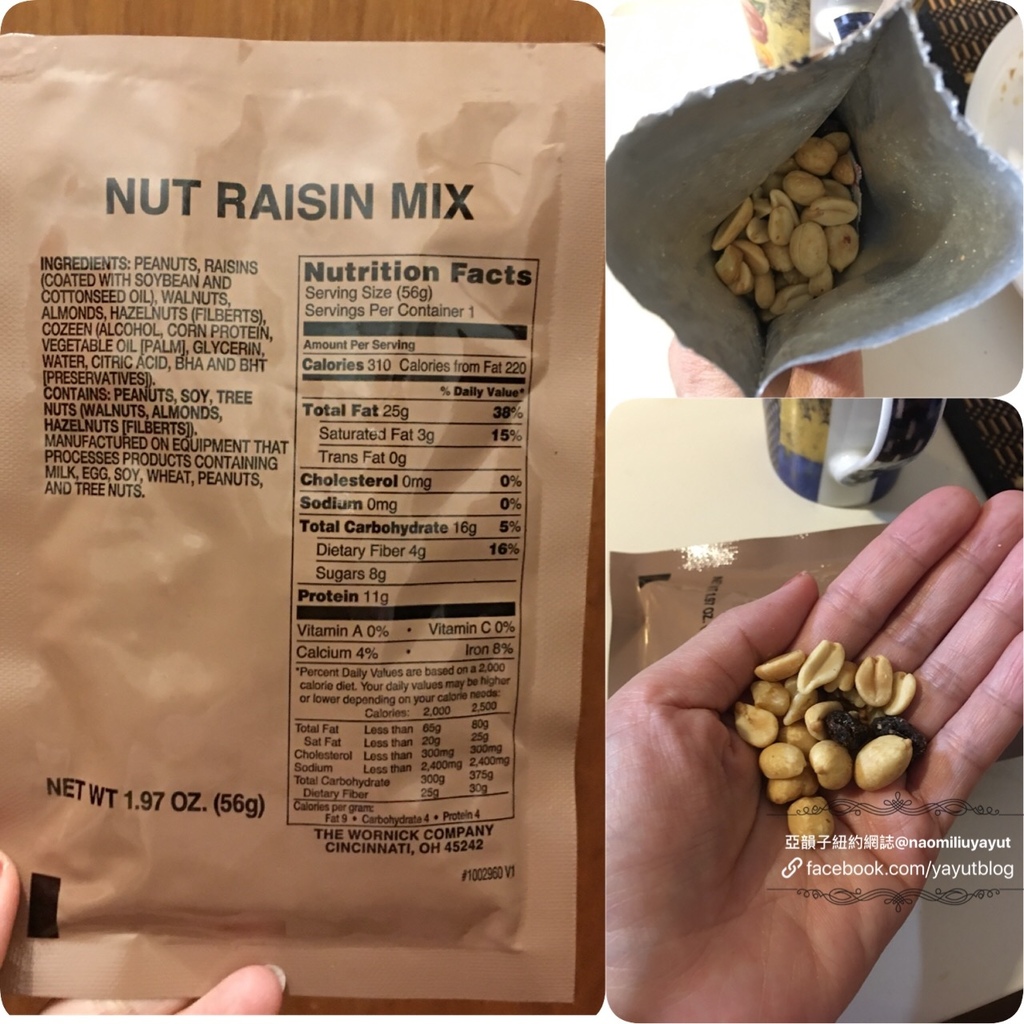 NUT RAISIN MIX
INGREDIENTS: PEANUTS, RAISINS
(COATED WITH SOYBEAN AND
COTTONSEED OIL), WALNUTS,
ALMONDS, HAZELNUTS (FILBERTS),
COZEEN (ALCOHOL, CORN PROTEIN,
VEGETABLE OIL [PALM], GLYCERIN,
WATER, CITRIC ACID, BHA AND BHT
[PRESERVATIVES]).
CONTAINS: PEANUTS, SOY, TREE
NUTS (WALNUTS, ALMONDS,
HAZELNUTS [FILBERTS]).
MANUFACTURED ON EQUIPMENT THAT
PROCESSES PRODUCTS CONTAINING
MILK, EGG, SOY, WHEAT, PEANUTS,
AND TREE NUTS.
NET WT 1.97 OZ. (56g)
Nutrition Facts
Serving Size (56g)
Servings Per Container 1
Amount Per Serving
Calories 310 Calories from Fat 220
% Daily Value*
Total Fat 25g 38%
Saturated Fat 3g 15%
Trans Fat 0g
Cholesterol 0mg 0%
Sodium 0mg 0%
Total Carbohydrate 16g 5%
Dietary Fiber 4g 16%
Sugars 8g
Protein 11g
Vitamin A 0% • Vitamin C 0%
Calcium 4% • Iron 8%
*Percent Daily Values are based on a 2,000
calorie diet. Your daily values may be higher
or lower depending on your calorie needs:
Calories: 2,000 2,500
Total Fat Less than 65g 80g
Sat Fat Less than 20g 25g
Cholesterol Less than 300mg 300mg
Sodium Less than 2,400mg 2,400mg
Total Carbohydrate 300g 375g
Dietary Fiber 25g 30g
Calories per gram:
Fat 9 • Carbohydrate 4 • Protein 4
THE WORNICK COMPANY
CINCINNATI, OH 45242
#1002960 V1
亞韻子紐約網誌@naomiliuyayut
facebook.com/yayutblog